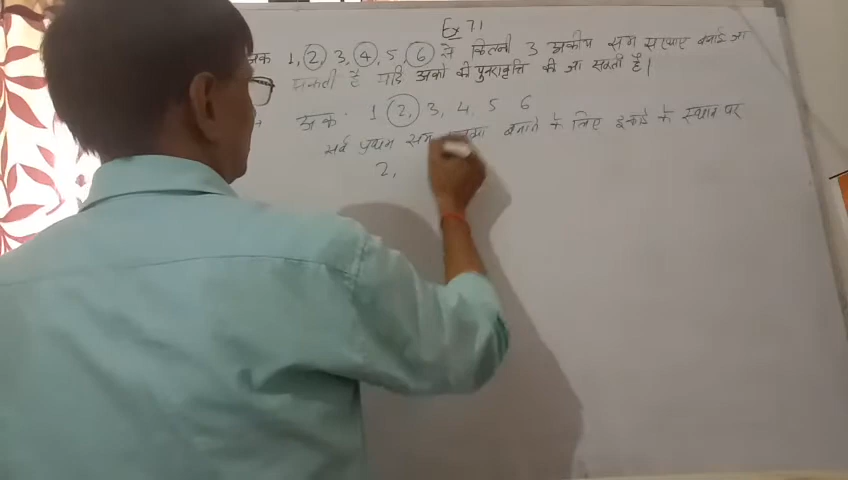 Ex 7.1
अंक 1, 2, 3, 4, 5, 6 से कितनी 3 अंकीय सम संख्याएँ बनाई जा
सकती है यदि अंको की पुनरावृत्ति की जा सकती है।
अंक 1 2, 3, 4, 5 6
सर्व प्रथम सम बनाने के लिए इकाई के स्थान पर
2,